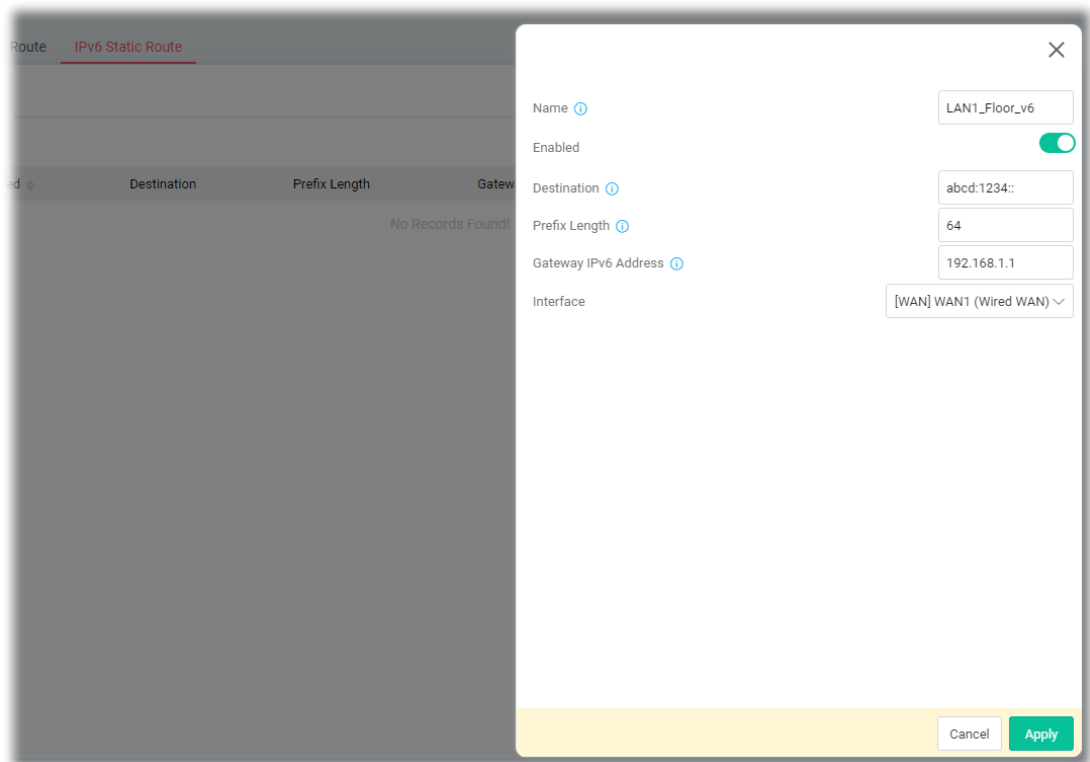 Route IPv6 Static Route
Name
LAN1_Floor_v6
Enabled
Destination Prefix Length
Destination
abcd:1234::
Prefix Length
64
No Records Found!
Gateway IPv6 Address
192.168.1.1
Interface
[WAN] WAN1 (Wired WAN)
Cancel Apply